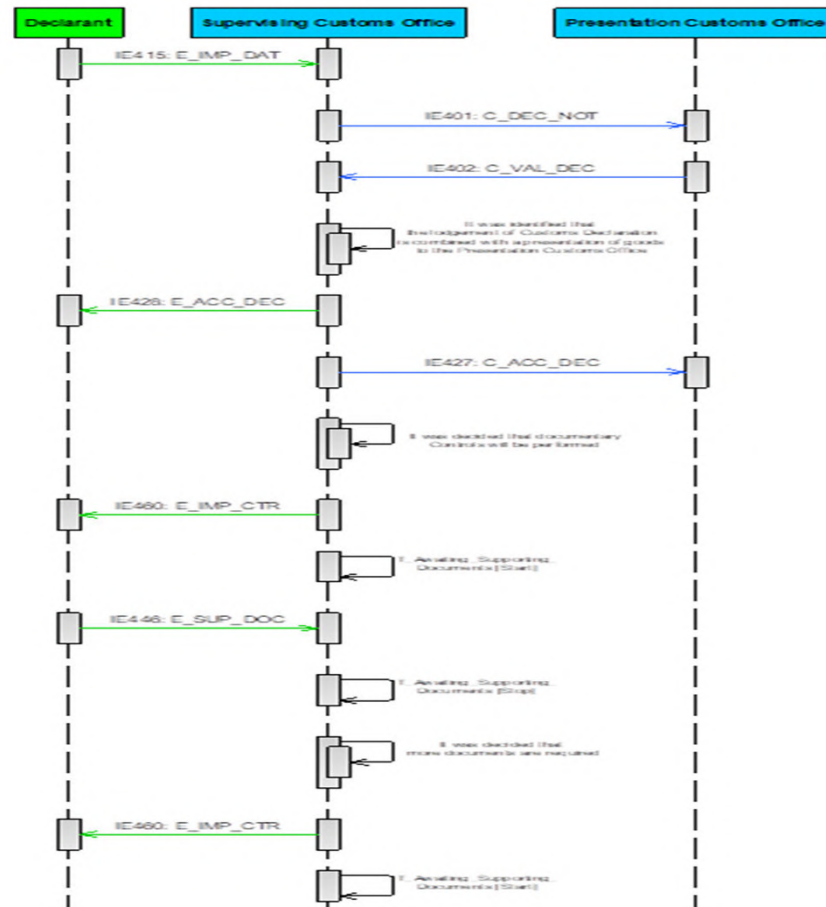 Declarant
Supervising Customs Office
Presentation Customs Office
IE415: E_IMP_DAT
IE401: C_DEC_NOT
IE402: C_VAL_DEC
It was identified that
the lodgement of Customs Declaration
is combined with a presentation of goods
to the Presentation Customs Office
IE428: E_ACC_DEC
IE427: C_ACC_DEC
It was decided that documentary
Controls will be performed
IE460: E_IMP_CTR
T_Awaiting_Supporting_
Documents [Start]
IE446: E_SUP_DOC
T_Awaiting_Supporting_
Documents [Stop]
It was decided that
more documents are required
IE460: E_IMP_CTR
T_Awaiting_Supporting_
Documents [Start]